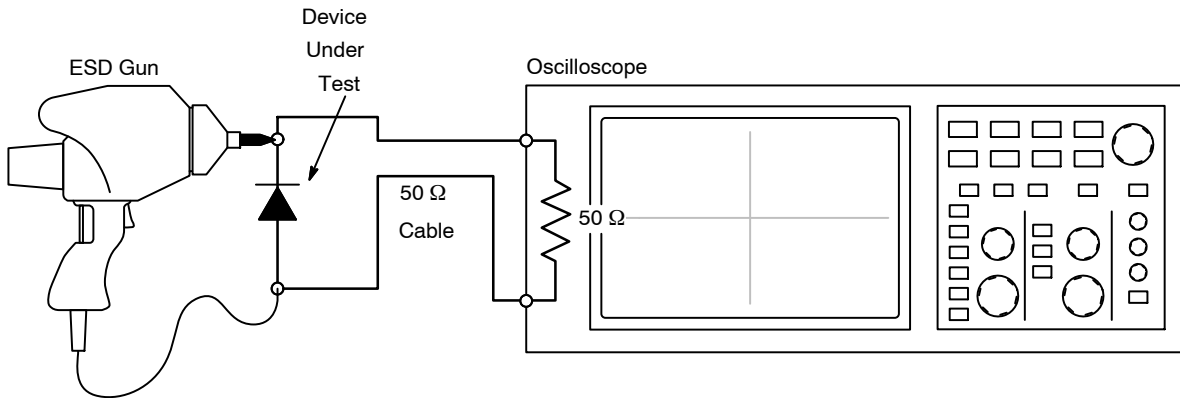 Device
Under
Test
ESD Gun
Oscilloscope
50 Ω
Cable
50 Ω